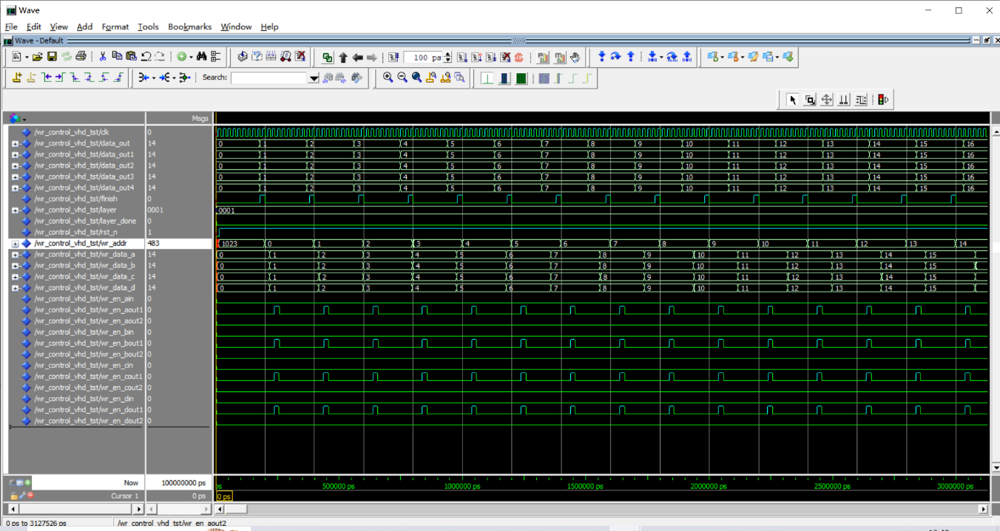 Wave
File Edit View Add Format Tools Bookmarks Window Help
Wave - Default
100 ps
Search:
Msgs
/wr_control_vhd_tst/clk 0
/wr_control_vhd_tst/data_out 14 0 1 2 3 4 5 6 7 8 9 10 11 12 13 14 15 16
/wr_control_vhd_tst/data_out1 14 0 1 2 3 4 5 6 7 8 9 10 11 12 13 14 15 16
/wr_control_vhd_tst/data_out2 14 0 1 2 3 4 5 6 7 8 9 10 11 12 13 14 15 16
/wr_control_vhd_tst/data_out3 14 0 1 2 3 4 5 6 7 8 9 10 11 12 13 14 15 16
/wr_control_vhd_tst/data_out4 14 0 1 2 3 4 5 6 7 8 9 10 11 12 13 14 15 16
/wr_control_vhd_tst/finish 0
/wr_control_vhd_tst/layer 0001 0001
/wr_control_vhd_tst/layer_done 0
/wr_control_vhd_tst/rst_n 1
/wr_control_vhd_tst/wr_addr 483 1023 0 1 2 3 4 5 6 7 8 9 10 11 12 13 14
/wr_control_vhd_tst/wr_data_a 14 0 1 2 3 4 5 6 7 8 9 10 11 12 13 14 15
/wr_control_vhd_tst/wr_data_b 14 0 1 2 3 4 5 6 7 8 9 10 11 12 13 14 15
/wr_control_vhd_tst/wr_data_c 14 0 1 2 3 4 5 6 7 8 9 10 11 12 13 14 15
/wr_control_vhd_tst/wr_data_d 14 0 1 2 3 4 5 6 7 8 9 10 11 12 13 14 15
/wr_control_vhd_tst/wr_en_ain 0
/wr_control_vhd_tst/wr_en_aout1 0
/wr_control_vhd_tst/wr_en_aout2 0
/wr_control_vhd_tst/wr_en_bin 0
/wr_control_vhd_tst/wr_en_bout1 0
/wr_control_vhd_tst/wr_en_bout2 0
/wr_control_vhd_tst/wr_en_cin 0
/wr_control_vhd_tst/wr_en_cout1 0
/wr_control_vhd_tst/wr_en_cout2 0
/wr_control_vhd_tst/wr_en_din 0
/wr_control_vhd_tst/wr_en_dout1 0
/wr_control_vhd_tst/wr_en_dout2 0
Now 100000000 ps ps 500000 ps 1000000 ps 1500000 ps 2000000 ps 2500000 ps 3000000 ps
Cursor 1 0 ps 0 ps
0 ps to 3127526 ps /wr_control_vhd_tst/wr_en_aout2